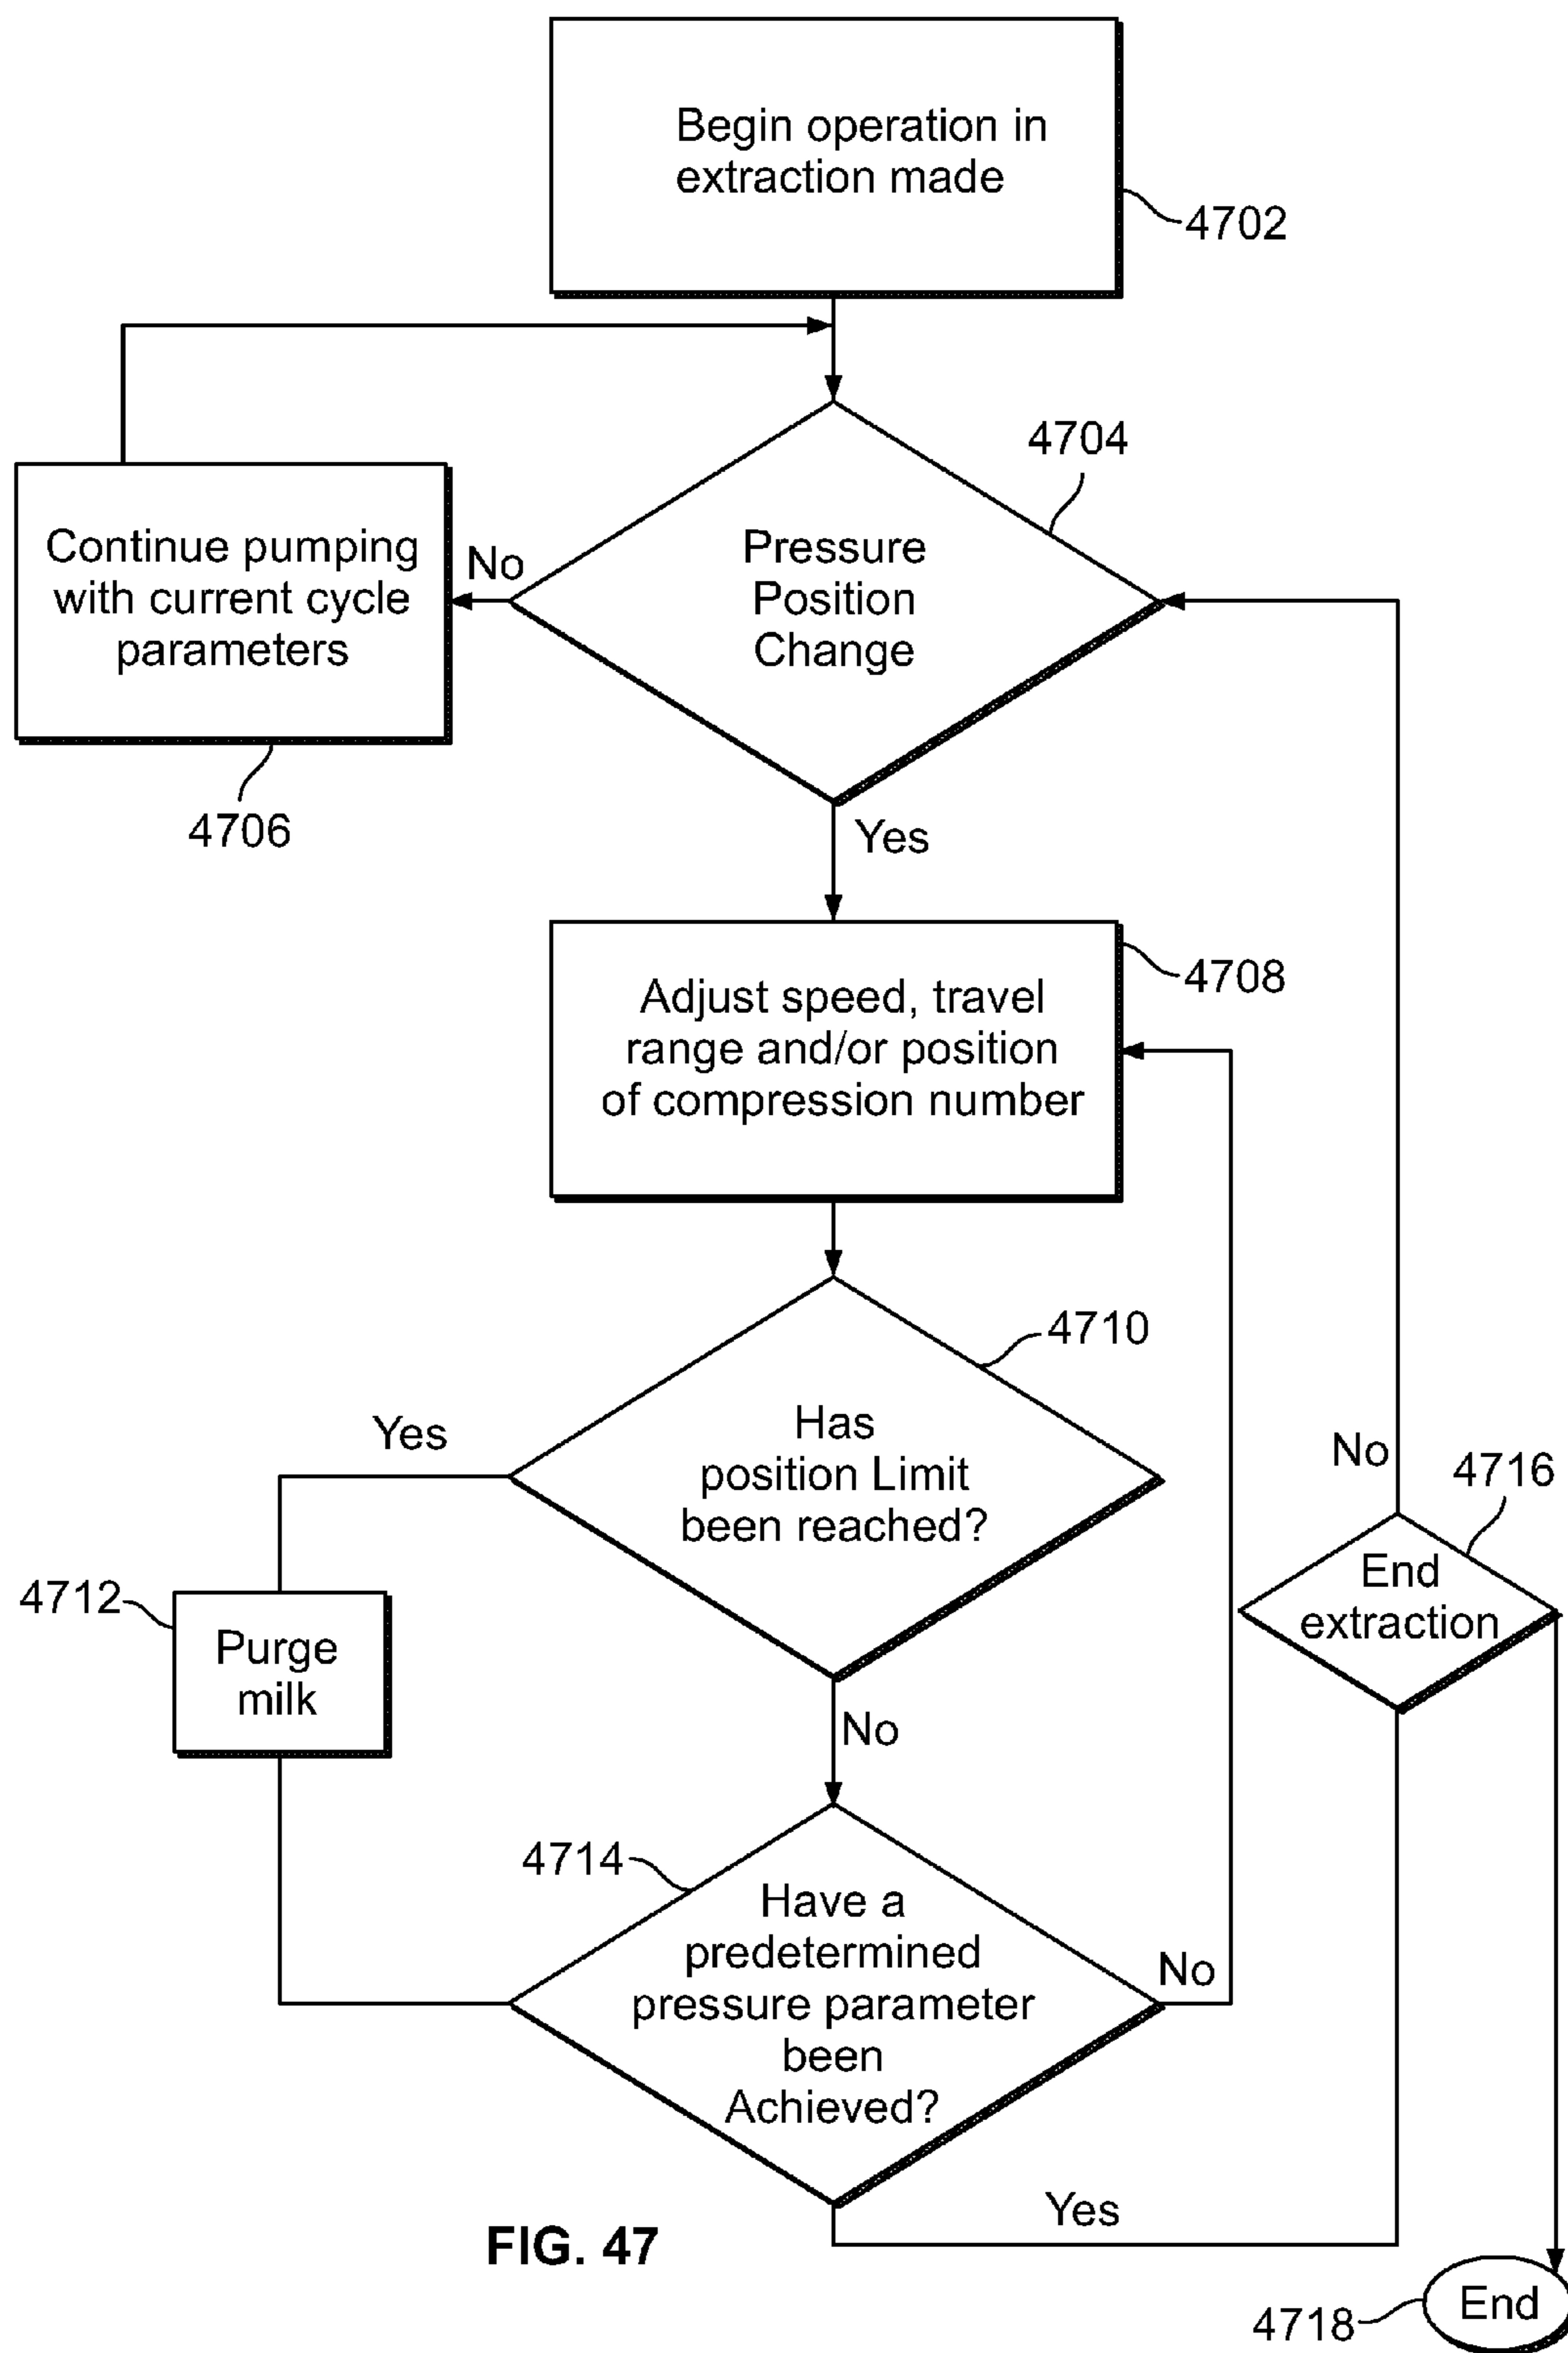 Begin operation in
extraction made
4702
4704
Pressure
Position
Change
No
Continue pumping
with current cycle
parameters
4706
Yes
4708
Adjust speed, travel
range and/or position
of compression number
4710
Has
position Limit
been reached?
Yes
No
4716
End
extraction
No
4712
Purge
milk
No
4714
Have a
predetermined
pressure parameter
been
Achieved?
No
Yes
FIG. 47
End
4718